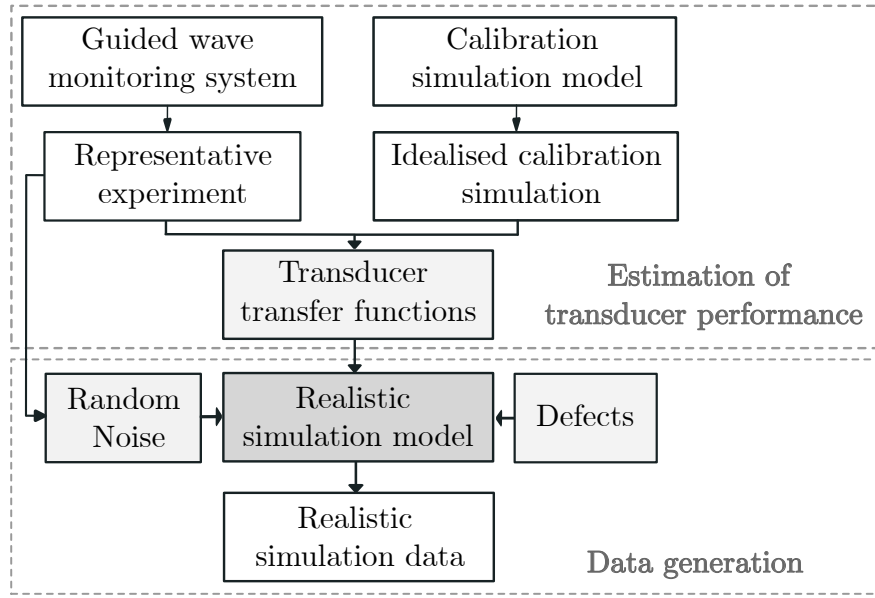 Guided wave
monitoring system
Calibration
simulation model
Representative
experiment
Idealised calibration
simulation
Transducer
transfer functions
Estimation of
transducer performance
Random
Noise
Realistic
simulation model
Defects
Realistic
simulation data
Data generation